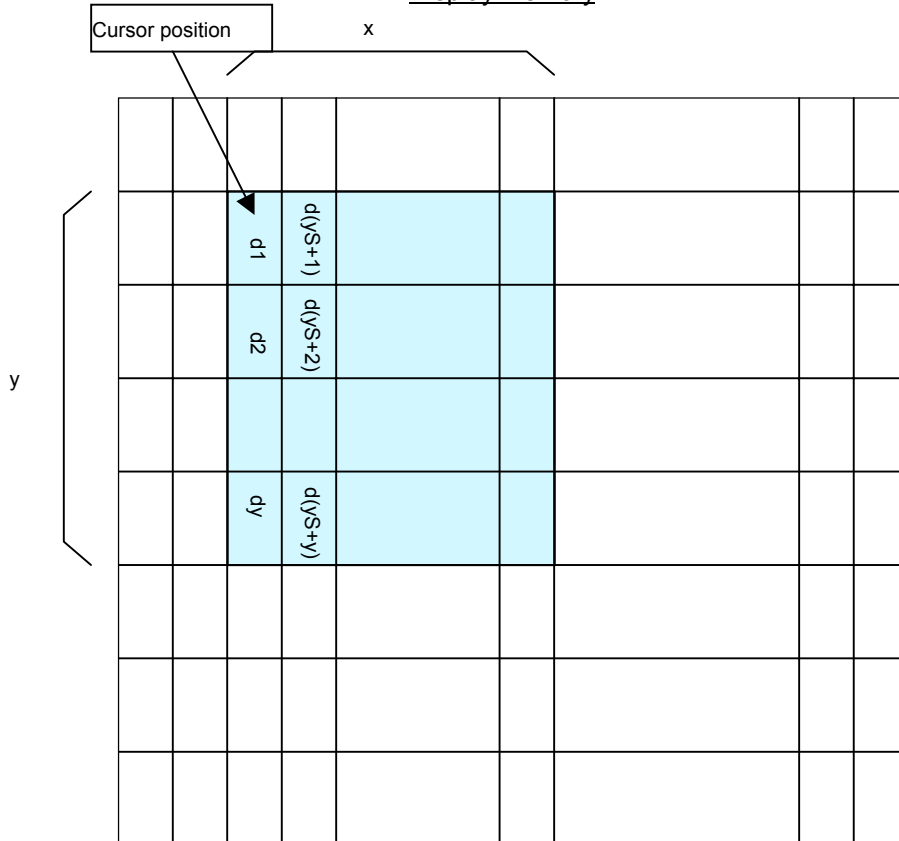 Cursor position
x
y
d1
d(yS+1)
d2
d(yS+2)
dy
d(yS+y)